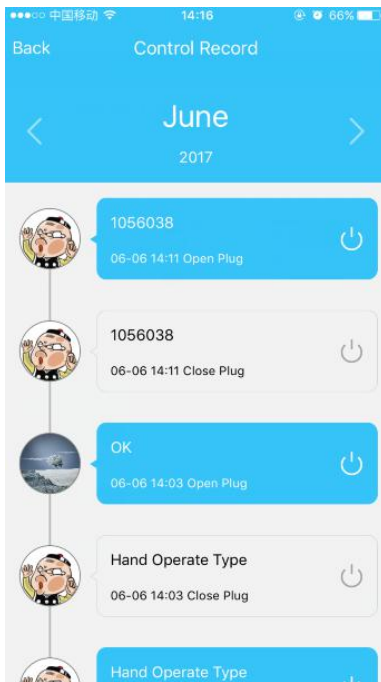 中国移动 14:16 66%
Back Control Record
June
2017
1056038
06-06 14:11 Open Plug
1056038
06-06 14:11 Close Plug
OK
06-06 14:03 Open Plug
Hand Operate Type
06-06 14:03 Close Plug
Hand Operate Type